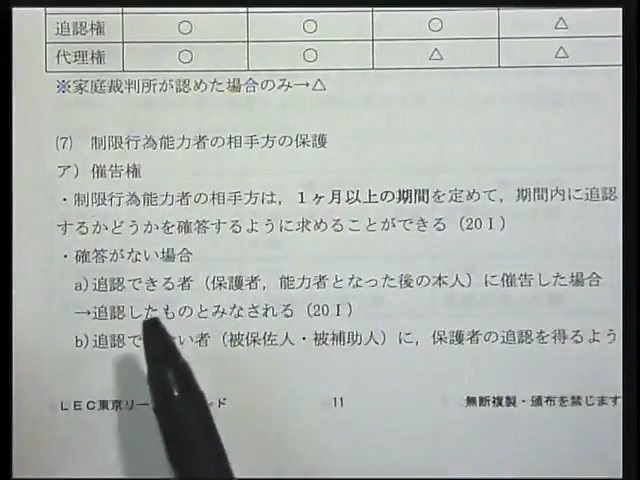 追認権 ○ ○ ○ △
代理権 ○ ○ △ △
※家庭裁判所が認めた場合のみ→△
(7) 制限行為能力者の相手方の保護
ア）催告権
・制限行為能力者の相手方は，１ヶ月以上の期間を定めて，期間内に追認
するかどうかを確答するように求めることができる（20Ⅰ）
・確答がない場合
a)追認できる者（保護者，能力者となった後の本人）に催告した場合
→追認したものとみなされる（20Ⅰ）
b)追認で い者（被保佐人・被補助人）に，保護者の追認を得るよう
ＬＥＣ東京リー ッド 11 無断複製・頒布を禁じます